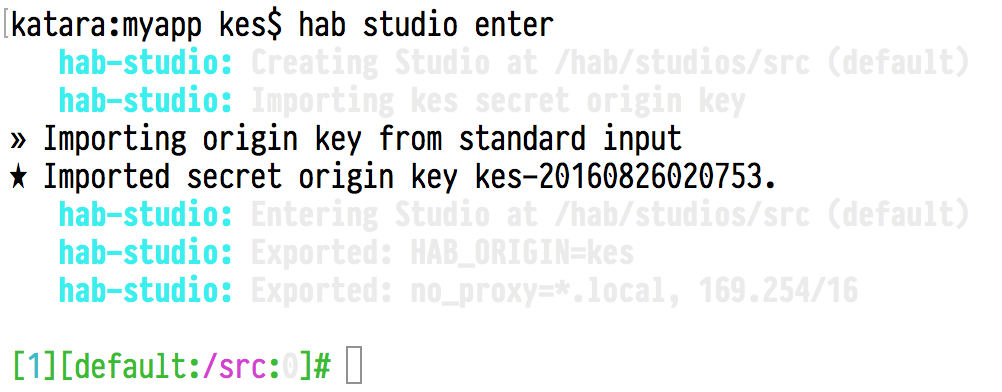 katara:myapp kes$ hab studio enter
hab-studio: Creating Studio at /hab/studios/src (default)
hab-studio: Importing kes secret origin key
» Importing origin key from standard input
★ Imported secret origin key kes-20160826020753.
hab-studio: Entering Studio at /hab/studios/src (default)
hab-studio: Exported: HAB_ORIGIN=kes
hab-studio: Exported: no_proxy=*.local, 169.254/16
[1][default:/src:0]#